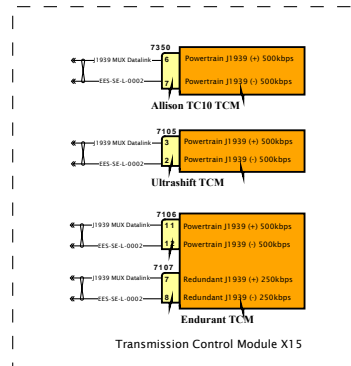 7350
J1939 MUX Datalink 6 Powertrain J1939 (+) 500kbps
EES-SE-L-0002 7 Powertrain J1939 (-) 500kbps
Allison TC10 TCM
7105
J1939 MUX Datalink 3 Powertrain J1939 (+) 500kbps
EES-SE-L-0002 2 Powertrain J1939 (-) 500kbps
Ultrashift TCM
7106
J1939 MUX Datalink 11 Powertrain J1939 (+) 500kbps
EES-SE-L-0002 12 Powertrain J1939 (-) 500kbps
7107
J1939 MUX Datalink 7 Redundant J1939 (+) 250kbps
EES-SE-L-0002 8 Redundant J1939 (-) 250kbps
Endurant TCM
Transmission Control Module X15